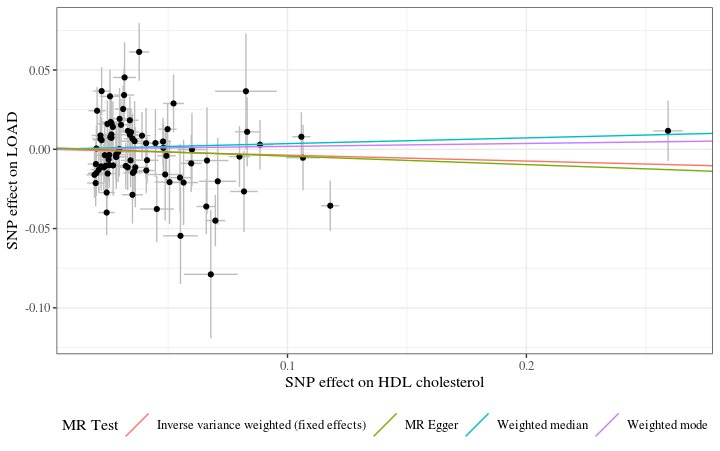 SNP effect on LOAD
0.05
0.00
-0.05
-0.10
0.1
0.2
SNP effect on HDL cholesterol
MR Test
Inverse variance weighted (fixed effects)
MR Egger
Weighted median
Weighted mode